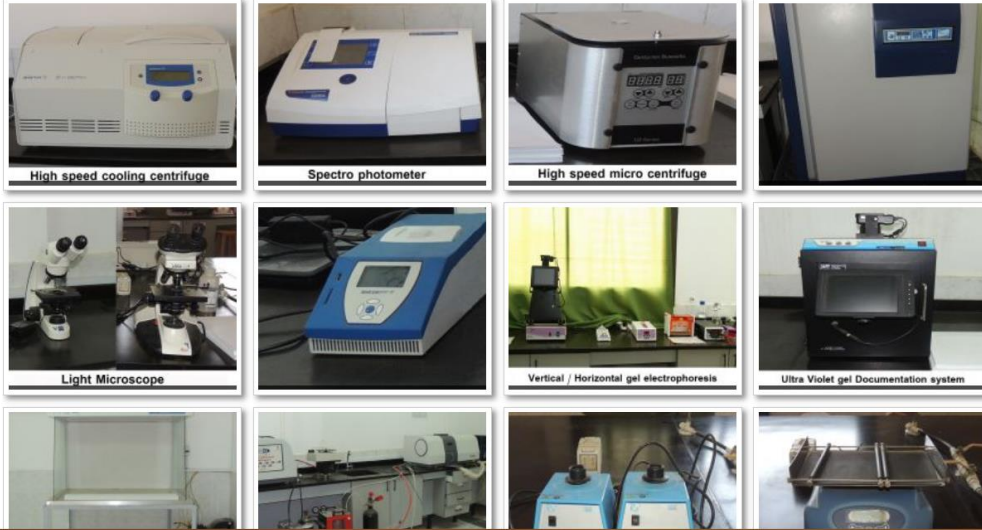 High speed cooling centrifuge
Spectro photometer
High speed micro centrifuge
Light Microscope
Vertical / Horizontal gel electrophoresis
Ultra Violet gel Documentation system